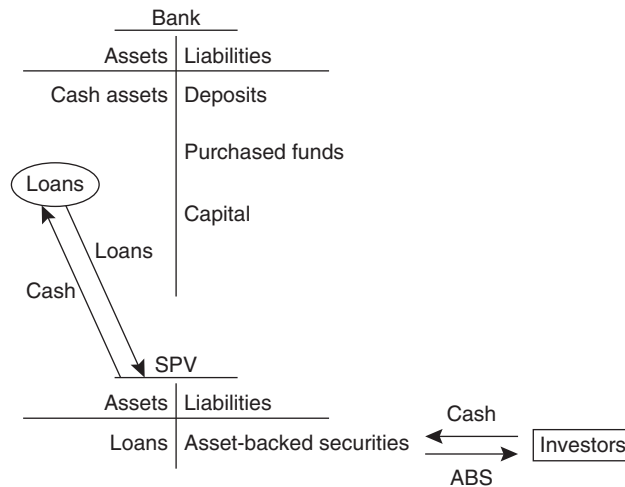 Bank
Assets Liabilities
Cash assets Deposits
Purchased funds
Loans
Capital
Loans
Cash
SPV
Assets Liabilities
Cash
Loans Asset-backed securities Investors
ABS